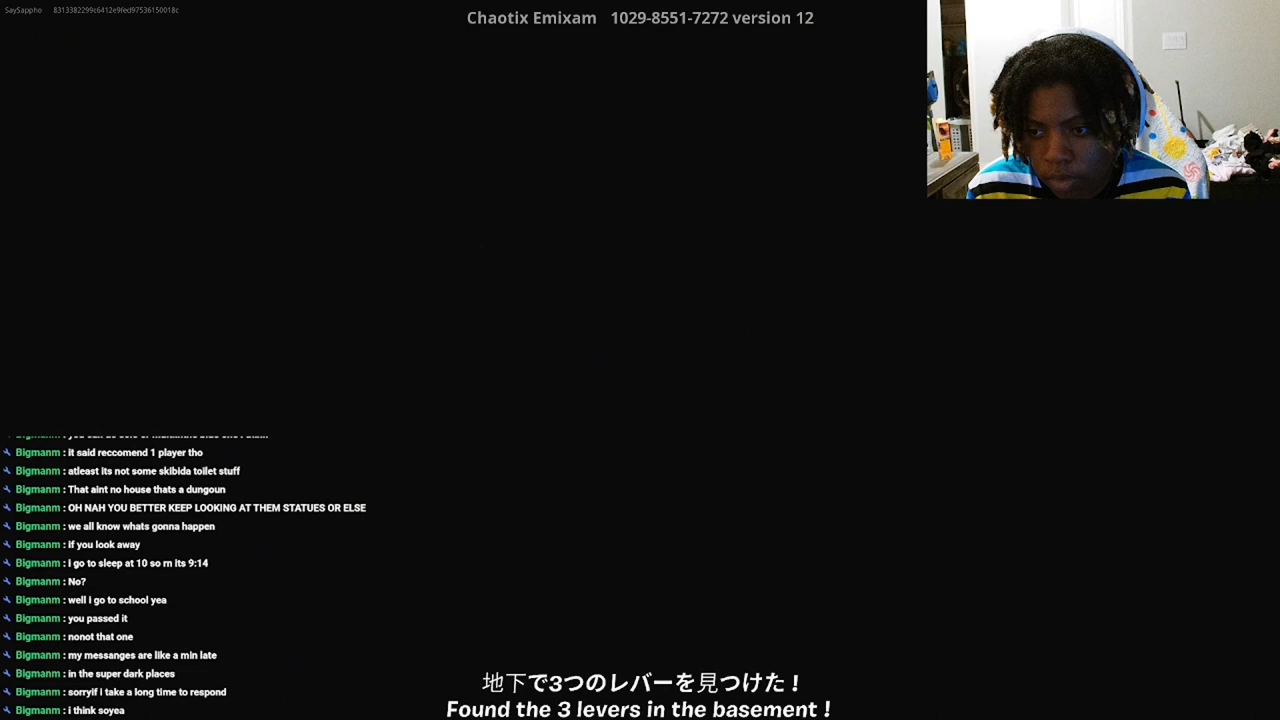 SaySappho 8313382299c6412e9fed97536150018c
Chaotix Emixam 1029-8551-7272 version 12
Bigmanm : it said reccomend 1 player tho
Bigmanm : atleast its not some skibida toilet stuff
Bigmanm : That aint no house thats a dungoun
Bigmanm : OH NAH YOU BETTER KEEP LOOKING AT THEM STATUES OR ELSE
Bigmanm : we all know whats gonna happen
Bigmanm : if you look away
Bigmanm : i go to sleep at 10 so rn its 9:14
Bigmanm : No?
Bigmanm : well i go to school yea
Bigmanm : you passed it
Bigmanm : nonot that one
Bigmanm : my messanges are like a min late
Bigmanm : in the super dark places
Bigmanm : sorryif i take a long time to respond
Bigmanm : i think soyea
地下で3つのレバーを見つけた！
Found the 3 levers in the basement !